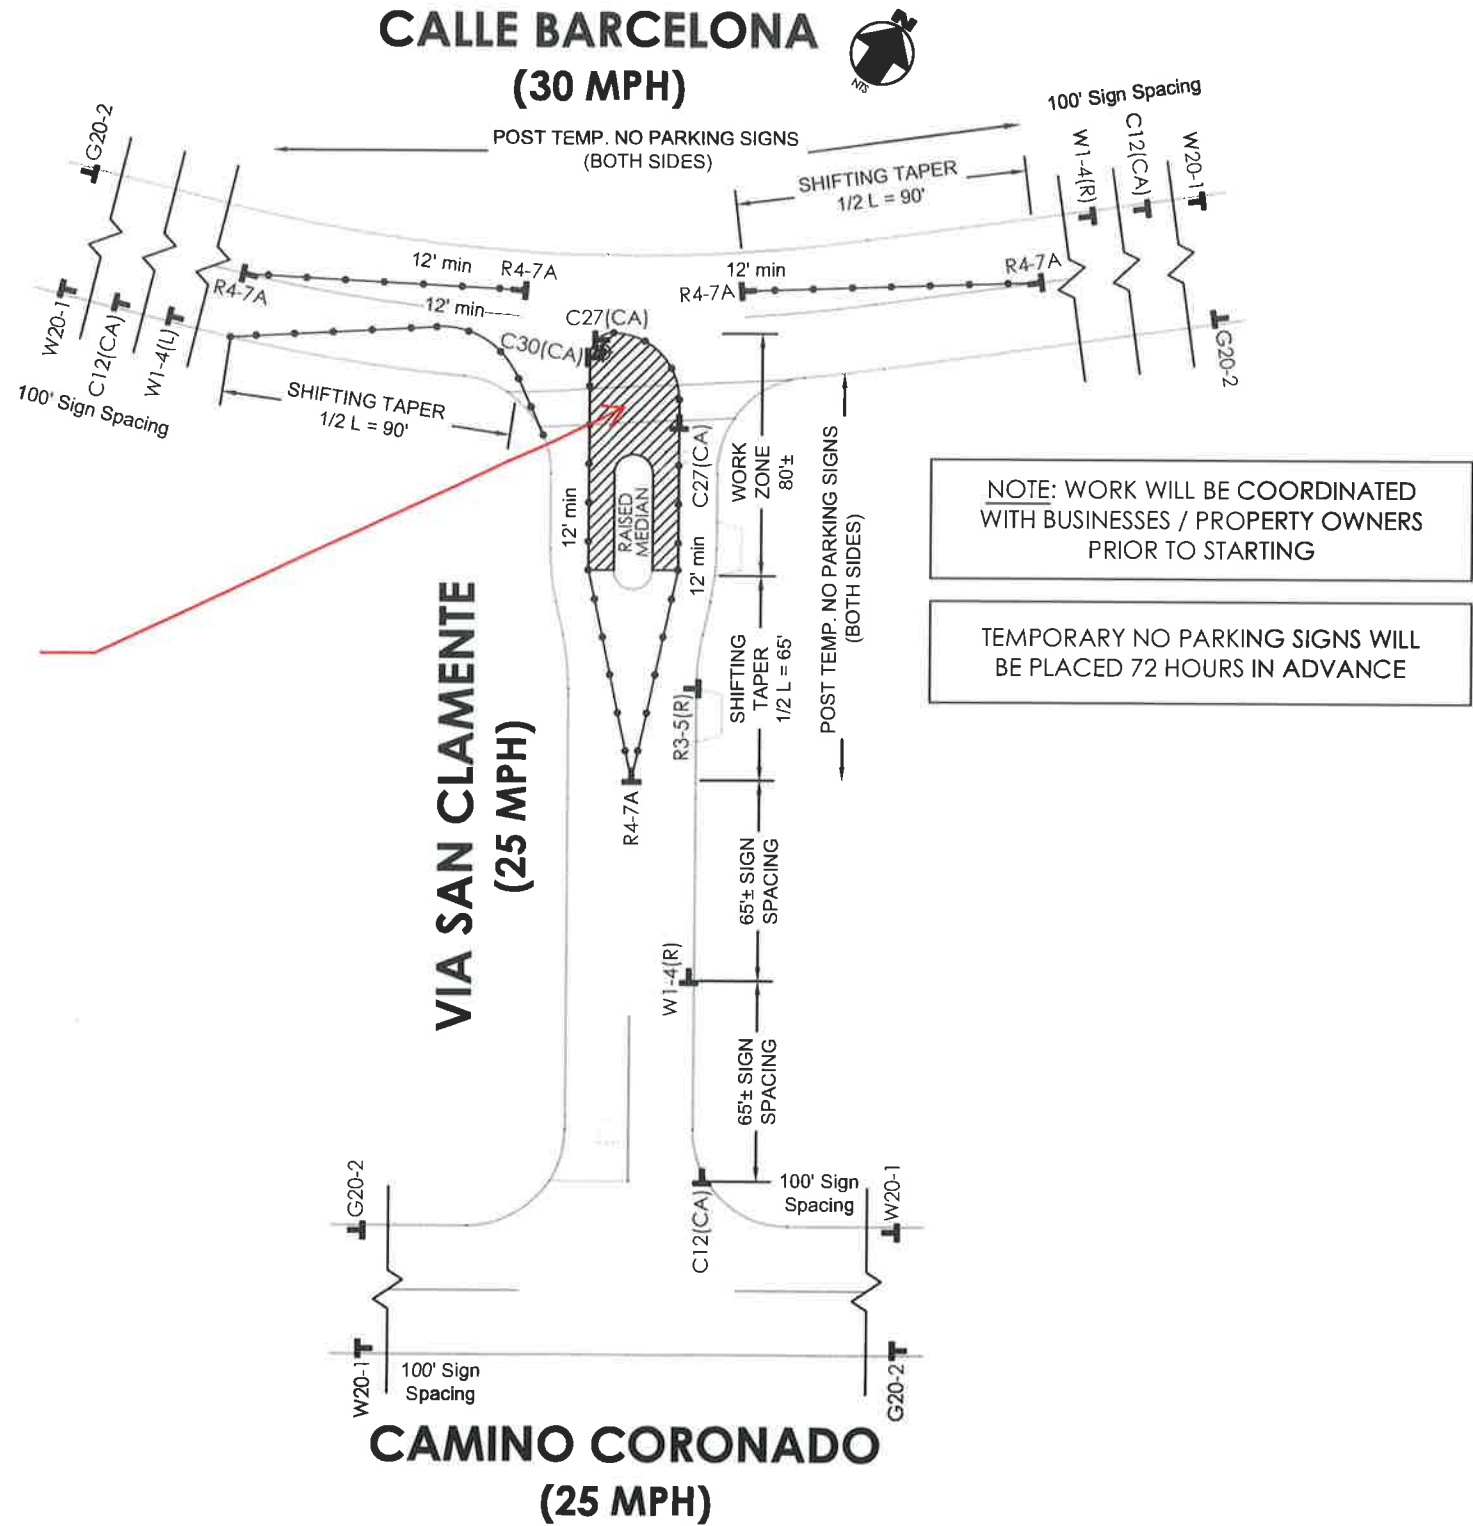 CALLE BARCELONA
(30 MPH)
N
NTS
100' Sign Spacing
G20-2
POST TEMP. NO PARKING SIGNS
(BOTH SIDES)
W1-4(R)
C12(CA)
W20-1
SHIFTING TAPER
1/2 L = 90'
12' min
R4-7A
R4-7A
12' min
R4-7A
R4-7A
12' min
W20-1
C12(CA)
W1-4(L)
100' Sign Spacing
C27(CA)
C30(CA)
G20-2
SHIFTING TAPER
1/2 L = 90'
C27(CA)
WORK
ZONE
80'±
RAISED
MEDIAN
12' min
12' min
POST TEMP. NO PARKING SIGNS
(BOTH SIDES)
NOTE: WORK WILL BE COORDINATED
WITH BUSINESSES / PROPERTY OWNERS
PRIOR TO STARTING
TEMPORARY NO PARKING SIGNS WILL
BE PLACED 72 HOURS IN ADVANCE
VIA SAN CLAMENTE
(25 MPH)
SHIFTING
TAPER
1/2 L = 65'
R3-5(R)
R4-7A
65'± SIGN
SPACING
W1-4(R)
65'± SIGN
SPACING
C12(CA)
100' Sign
Spacing
G20-2
W20-1
W20-1
100' Sign
Spacing
G20-2
CAMINO CORONADO
(25 MPH)